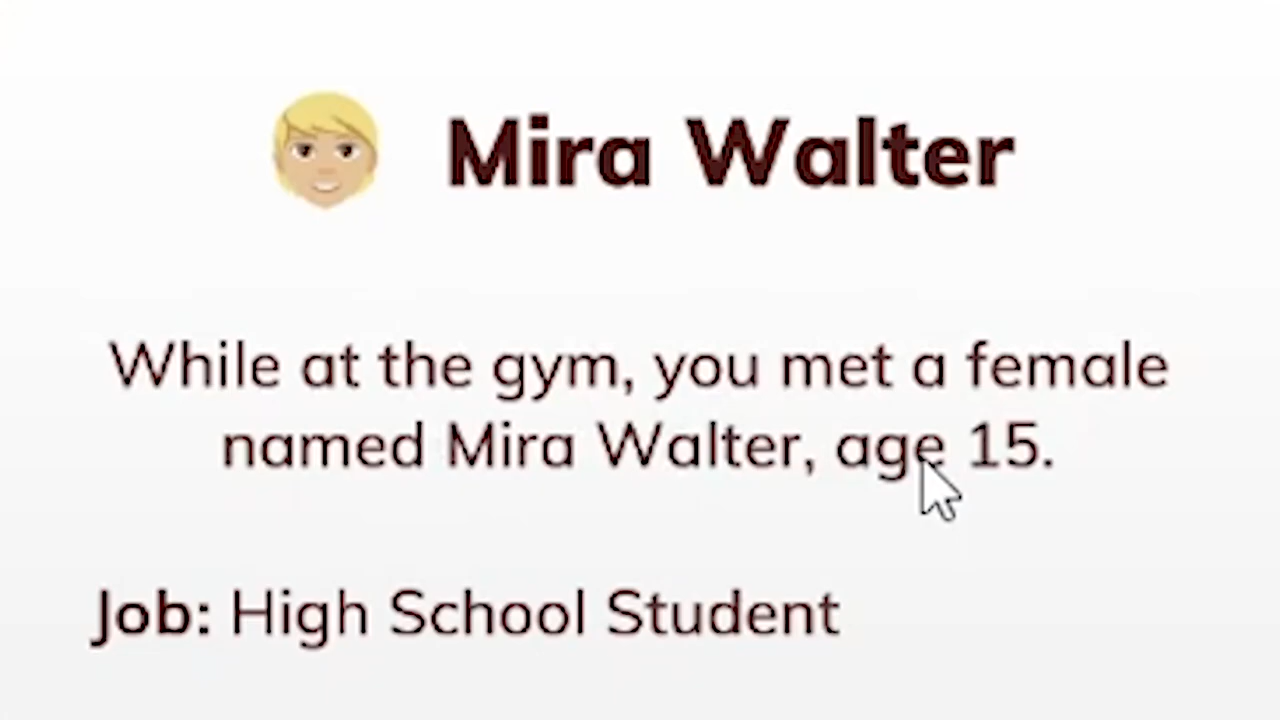 Mira Walter
While at the gym, you met a female
named Mira Walter, age 15.
Job: High School Student